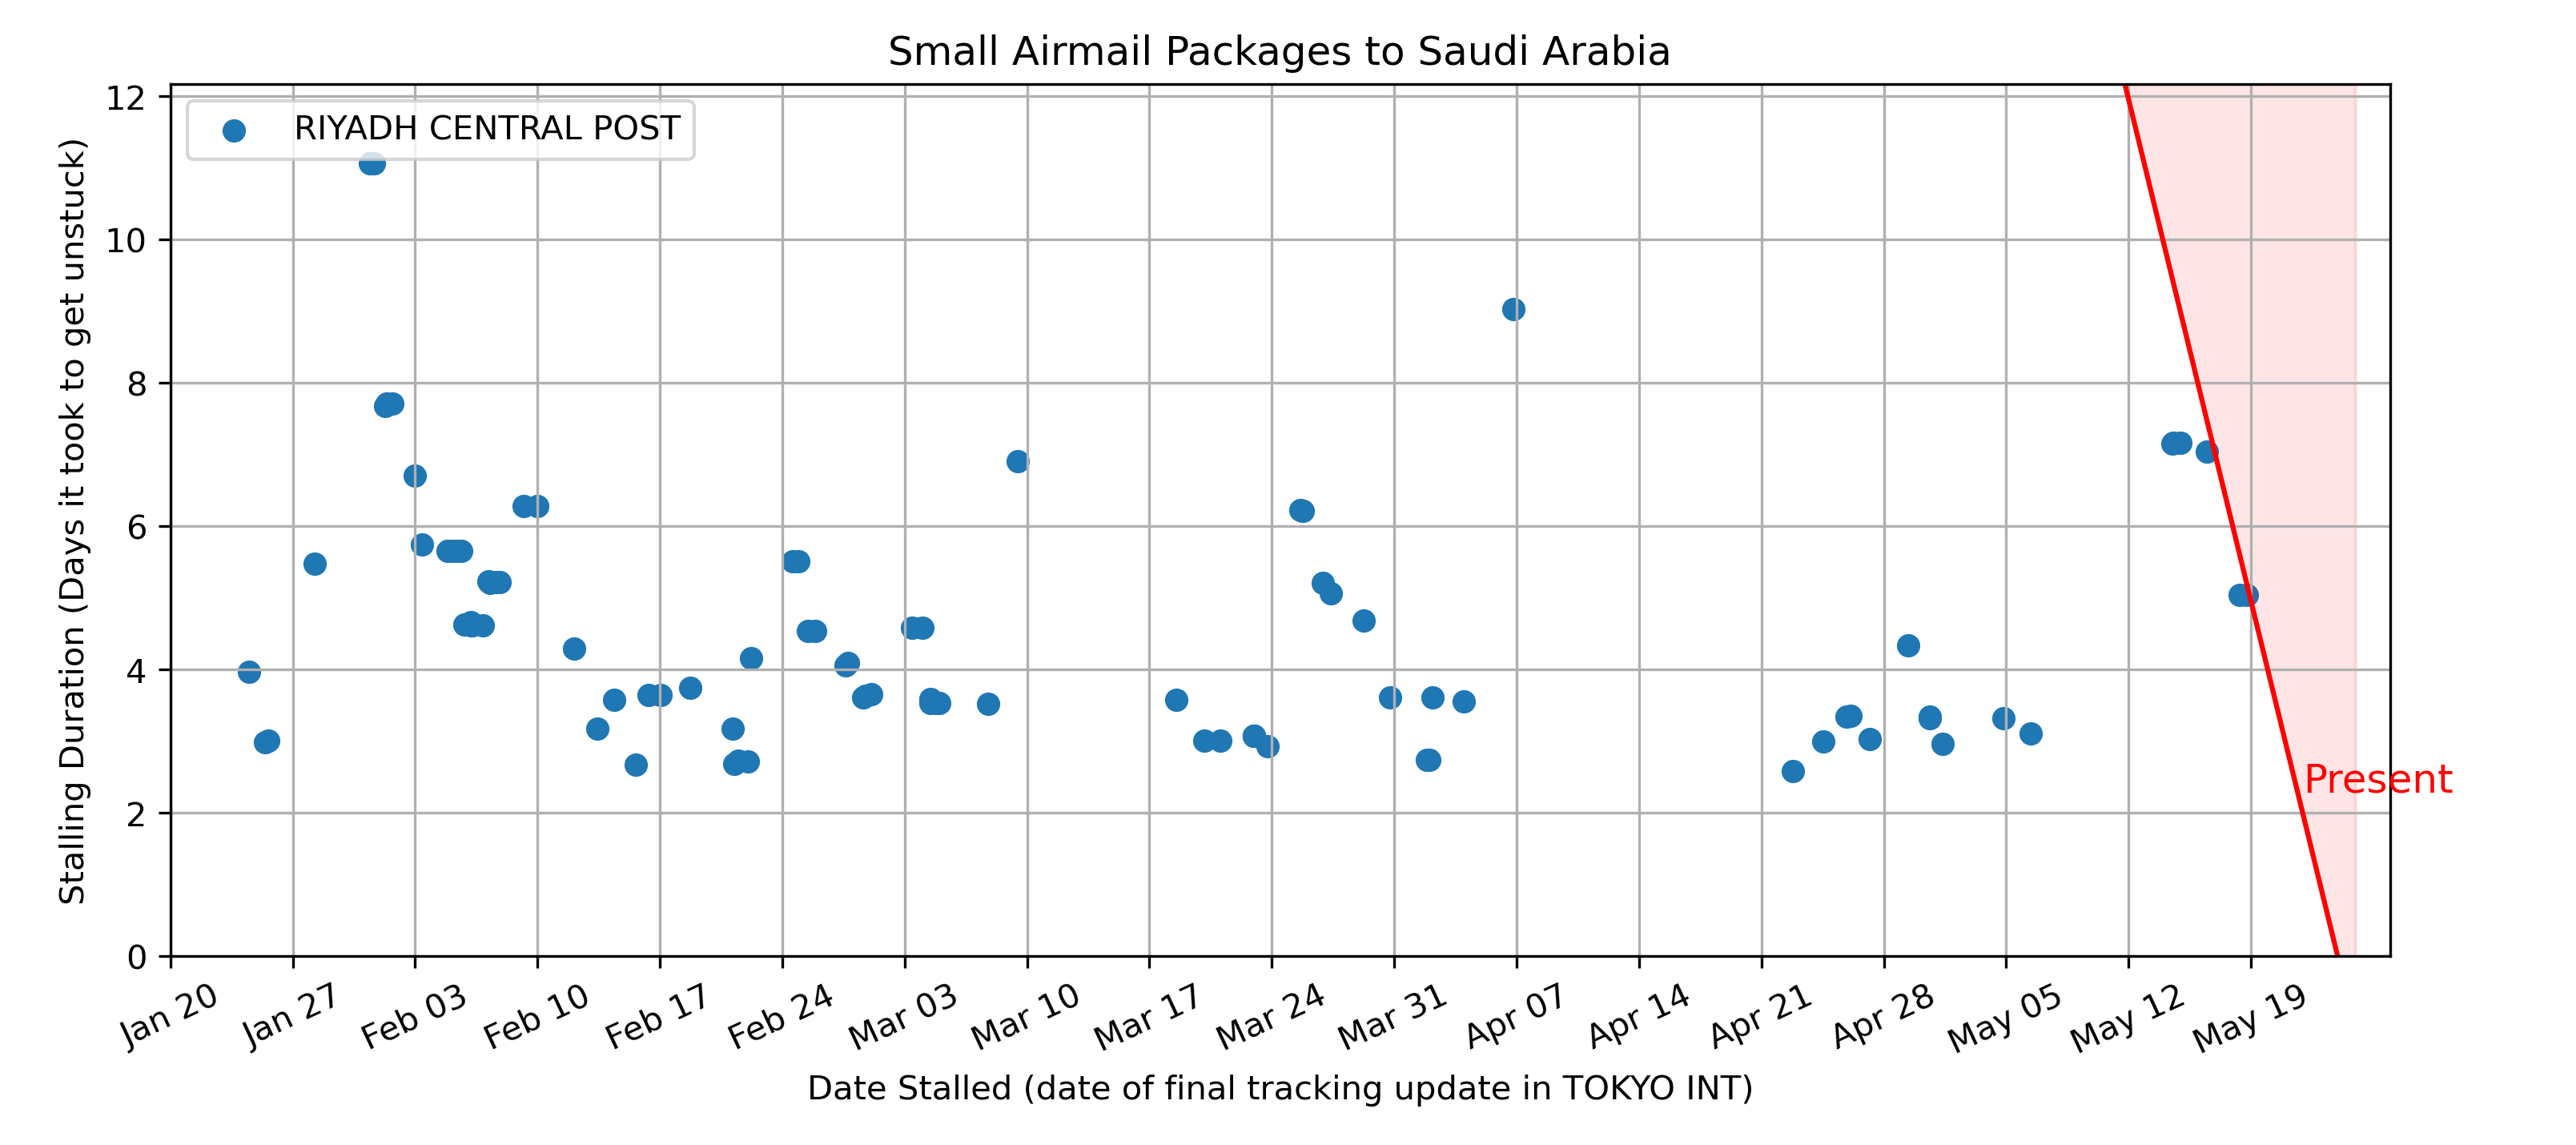 Small Airmail Packages to Saudi Arabia
RIYADH CENTRAL POST
Stalling Duration (Days it took to get unstuck)
12
10
8
6
4
2
0
Present
Jan 20
Jan 27
Feb 03
Feb 10
Feb 17
Feb 24
Mar 03
Mar 10
Mar 17
Mar 24
Mar 31
Apr 07
Apr 14
Apr 21
Apr 28
May 05
May 12
May 19
Date Stalled (date of final tracking update in TOKYO INT)